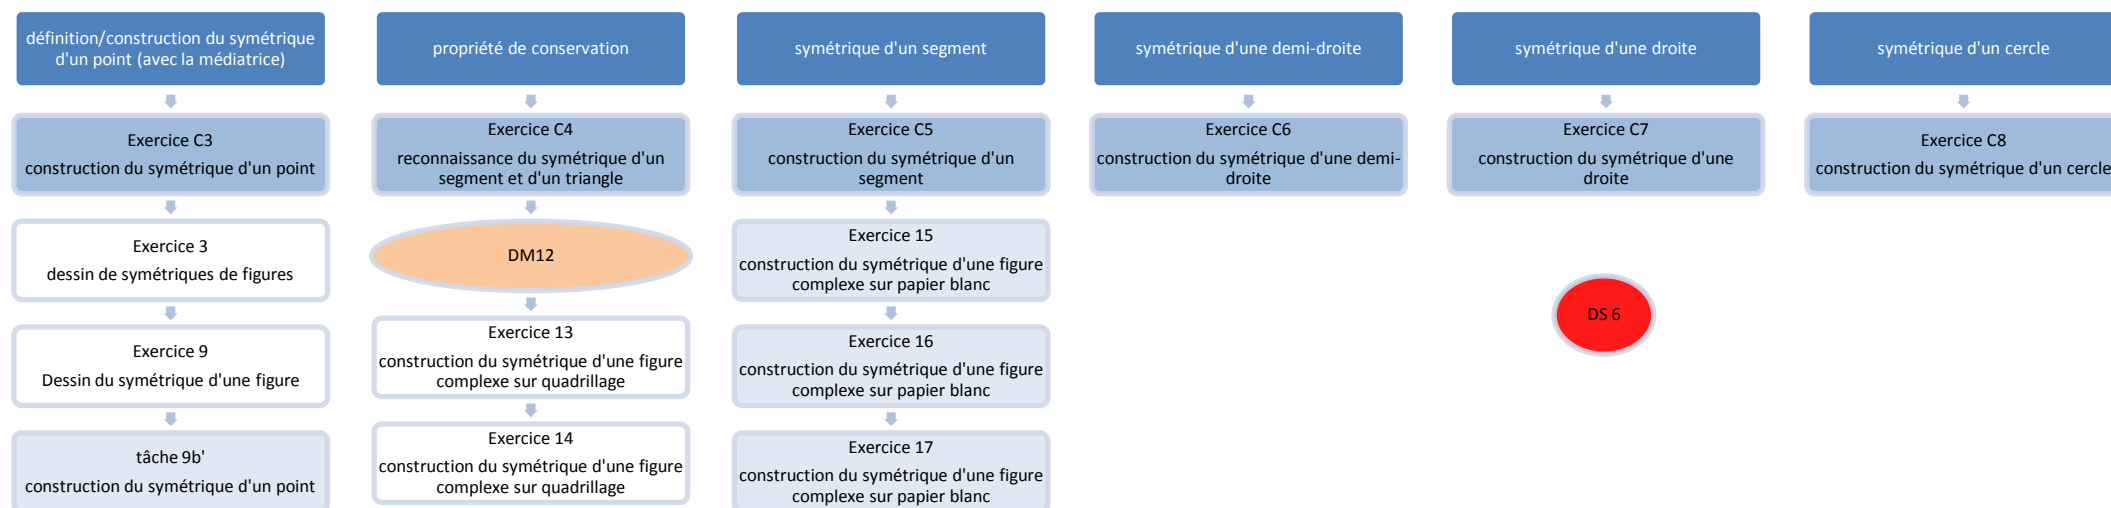 définition/construction du symétrique
d'un point (avec la médiatrice)
Exercice C3
construction du symétrique d'un point
Exercice 3
dessin de symétriques de figures
Exercice 9
Dessin du symétrique d'une figure
tâche 9b'
construction du symétrique d'un point
propriété de conservation
Exercice C4
reconnaissance du symétrique d'un
segment et d'un triangle
DM12
Exercice 13
construction du symétrique d'une figure
complexe sur quadrillage
Exercice 14
construction du symétrique d'une figure
complexe sur quadrillage
symétrique d'un segment
Exercice C5
construction du symétrique d'un
segment
Exercice 15
construction du symétrique d'une figure
complexe sur papier blanc
Exercice 16
construction du symétrique d'une figure
complexe sur papier blanc
Exercice 17
construction du symétrique d'une figure
complexe sur papier blanc
symétrique d'une demi-droite
Exercice C6
construction du symétrique d'une demi-
droite
symétrique d'une droite
Exercice C7
construction du symétrique d'une
droite
DS 6
symétrique d'un cercle
Exercice C8
construction du symétrique d'un cercle